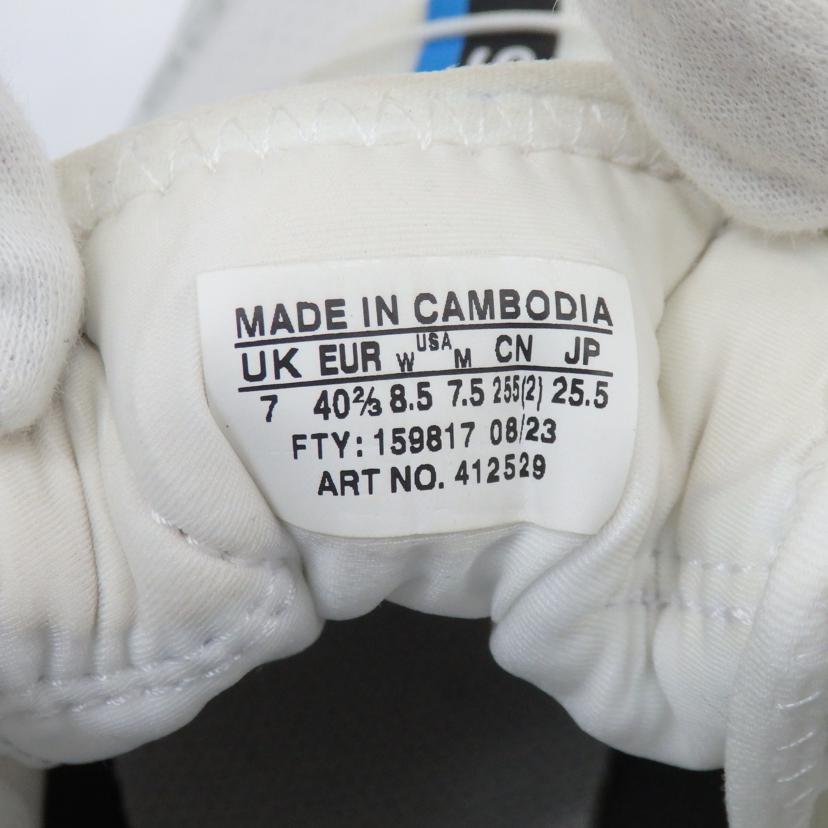 MADE IN CAMBODIA
UK EUR W USA M CN JP
7 40⅔ 8.5 7.5 255(2) 25.5
FTY: 159817 08/23
ART NO. 412529